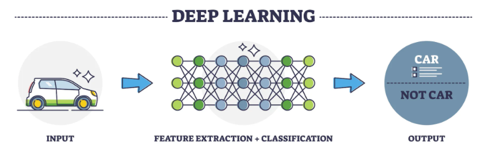 DEEP LEARNING
CAR
NOT CAR
INPUT
FEATURE EXTRACTION + CLASSIFICATION
OUTPUT